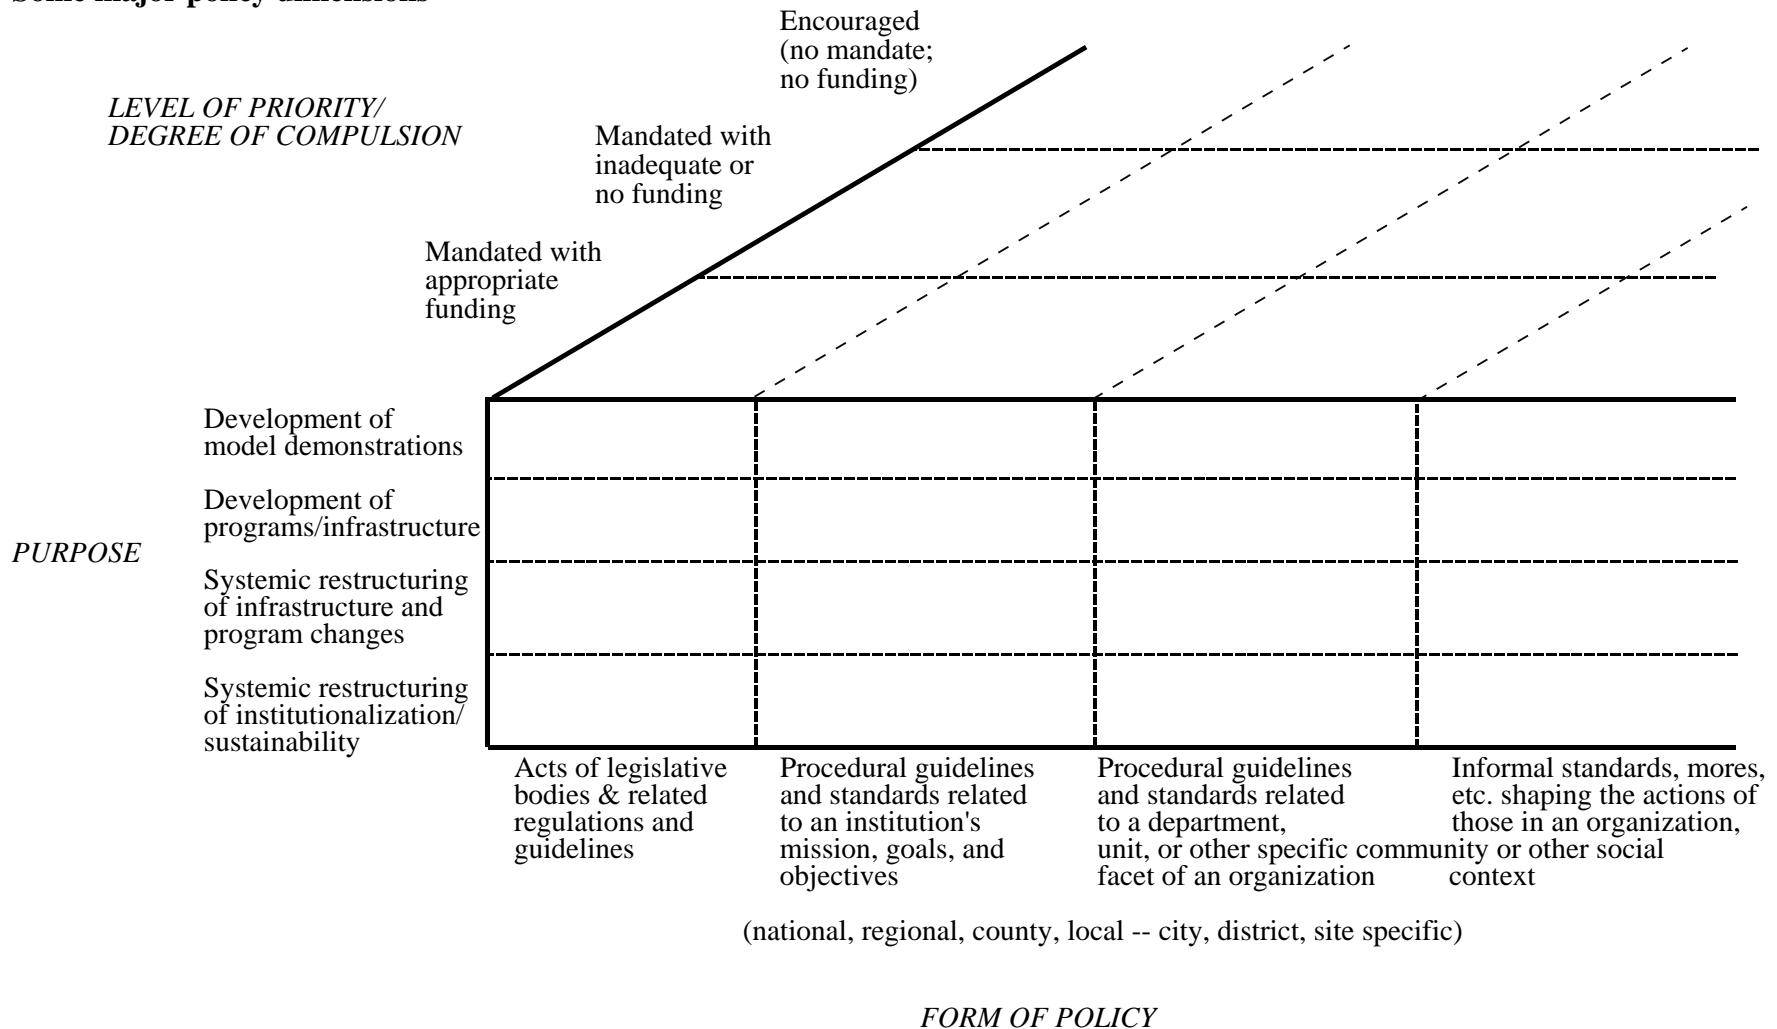 Some major policy dimensions
Encouraged
(no mandate;
no funding)
LEVEL OF PRIORITY/
DEGREE OF COMPULSION
Mandated with
inadequate or
no funding
Mandated with
appropriate
funding
Development of
model demonstrations
Development of
programs/infrastructure
PURPOSE
Systemic restructuring
of infrastructure and
program changes
Systemic restructuring
of institutionalization/
sustainability
Acts of legislative
bodies & related
regulations and
guidelines
Procedural guidelines
and standards related
to an institution's
mission, goals, and
objectives
Procedural guidelines
and standards related
to a department,
unit, or other specific
facet of an organization
Informal standards, mores,
etc. shaping the actions of
those in an organization,
community or other social
context
(national, regional, county, local -- city, district, site specific)
FORM OF POLICY